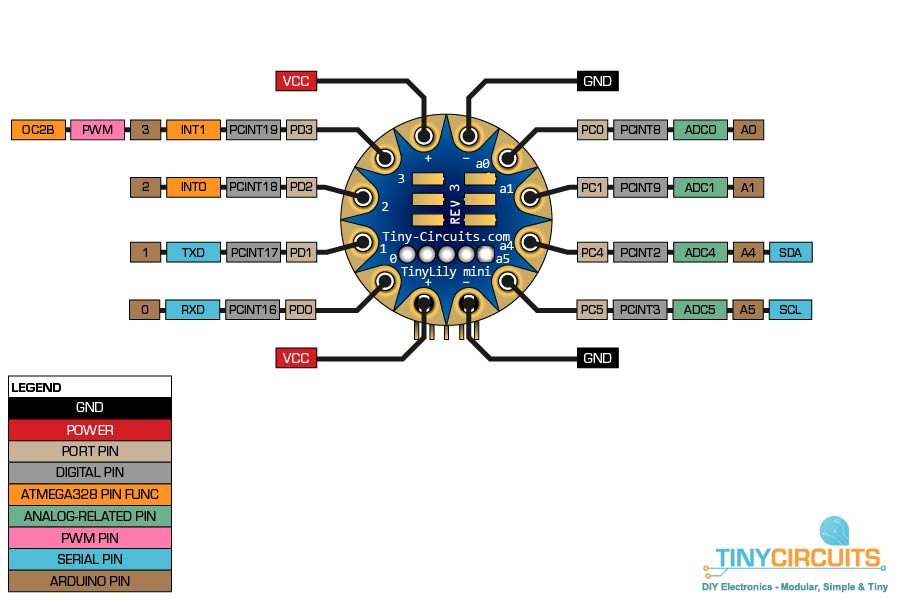 VCC GND
OC2B PWM 3 INT1 PCINT19 PD3 PC0 PCINT8 ADC0 A0
+ − a0
3
2 INT0 PCINT18 PD2 a1 PC1 PCINT9 ADC1 A1
2
REV 3
Tiny-Circuits.com
1 TXD PCINT17 PD1 1 a4 PC4 PCINT2 ADC4 A4 SDA
0 a5
TinyLily mini
+ −
0 RXD PCINT16 PD0 PC5 PCINT3 ADC5 A5 SCL
VCC GND
LEGEND
GND
POWER
PORT PIN
DIGITAL PIN
ATMEGA328 PIN FUNC
ANALOG-RELATED PIN
PWM PIN
SERIAL PIN
ARDUINO PIN
TINYCIRCUITS
DIY Electronics - Modular, Simple & Tiny